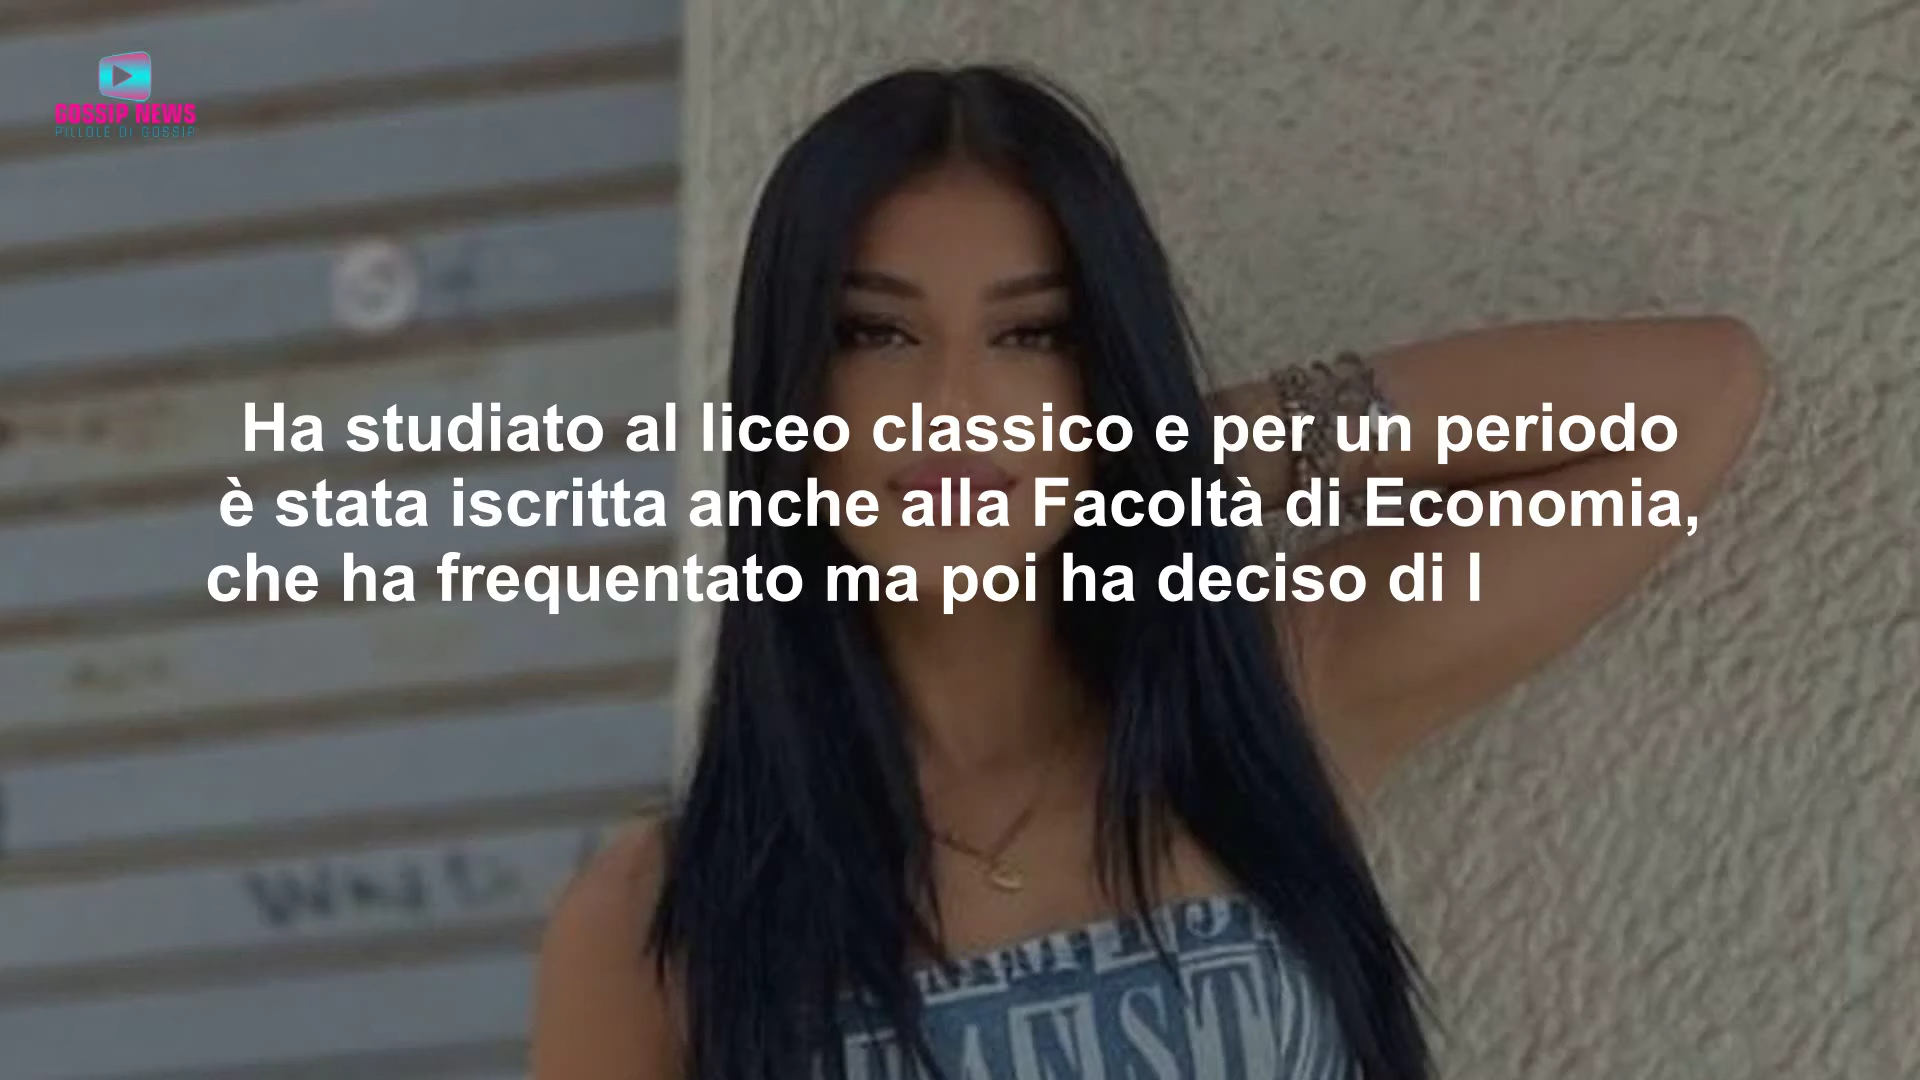 GOSSIP NEWS
PILLOLE DI GOSSIP
Ha studiato al liceo classico e per un periodo
è stata iscritta anche alla Facoltà di Economia,
che ha frequentato ma poi ha deciso di l